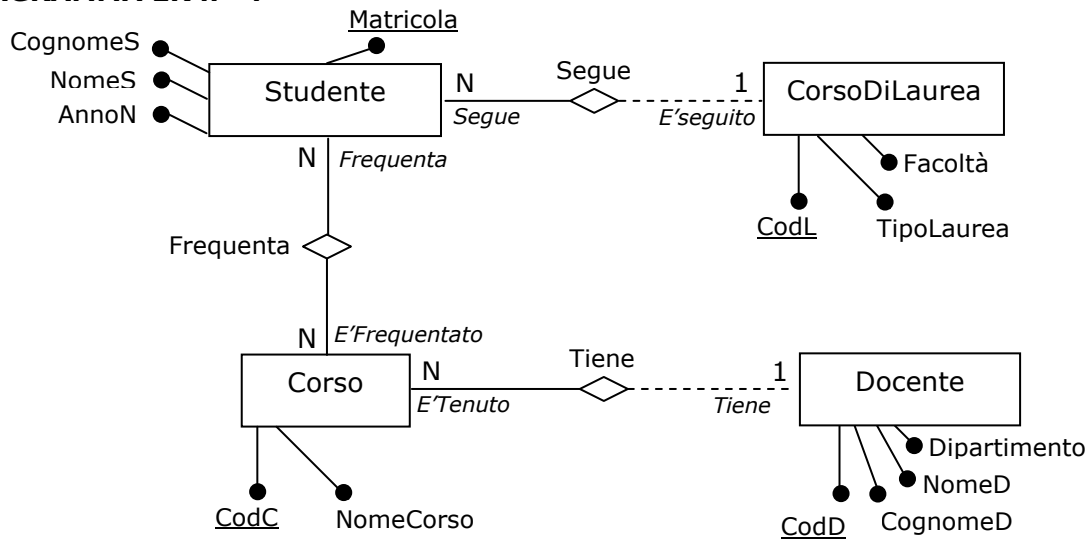 Matricola
CognomeS
NomeS
AnnoN
Studente
N
Segue
Segue
1
E'seguito
CorsoDiLaurea
Facoltà
CodL
TipoLaurea
N
Frequenta
Frequenta
N
E'Frequentato
Corso
N
E'Tenuto
Tiene
1
Tiene
Docente
Dipartimento
NomeD
CodC
NomeCorso
CodD
CognomeD